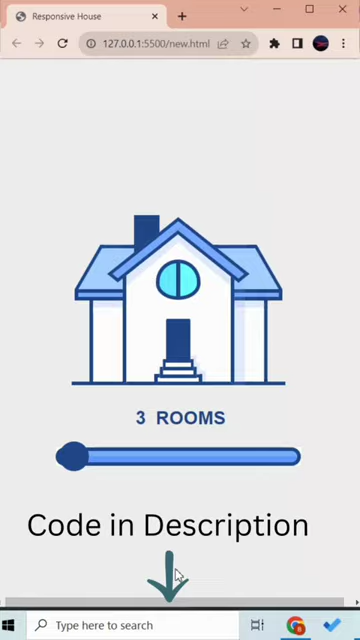 Responsive House
127.0.0.1:5500/new.html
3 ROOMS
Code in Description
Type here to search